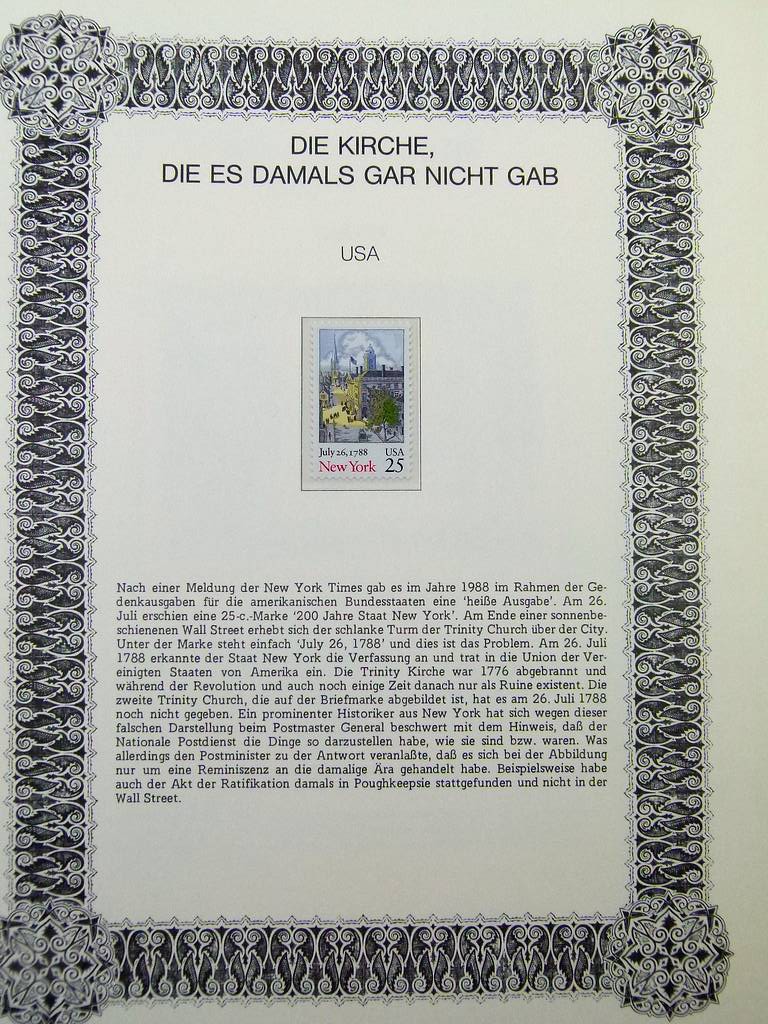 DIE KIRCHE,
DIE ES DAMALS GAR NICHT GAB
USA
July 26, 1788
USA
New York
25
Nach einer Meldung der New York Times gab es im Jahre 1988 im Rahmen der Ge-
denkausgaben für die amerikanischen Bundesstaaten eine ‘heiße Ausgabe’. Am 26.
Juli erschien eine 25-c.-Marke ‘200 Jahre Staat New York’. Am Ende einer sonnenbe-
schienenen Wall Street erhebt sich der schlanke Turm der Trinity Church über der City.
Unter der Marke steht einfach ‘July 26, 1788’ und dies ist das Problem. Am 26. Juli
1788 erkannte der Staat New York die Verfassung an und trat in die Union der Ver-
einigten Staaten von Amerika ein. Die Trinity Kirche war 1776 abgebrannt und
während der Revolution und auch noch einige Zeit danach nur als Ruine existent. Die
zweite Trinity Church, die auf der Briefmarke abgebildet ist, hat es am 26. Juli 1788
noch nicht gegeben. Ein prominenter Historiker aus New York hat sich wegen dieser
falschen Darstellung beim Postmaster General beschwert mit dem Hinweis, daß der
Nationale Postdienst die Dinge so darzustellen habe, wie sie sind bzw. waren. Was
allerdings den Postminister zu der Antwort veranlaßte, daß es sich bei der Abbildung
nur um eine Reminiszenz an die damalige Ära gehandelt habe. Beispielsweise habe
auch der Akt der Ratifikation damals in Poughkeepsie stattgefunden und nicht in der
Wall Street.